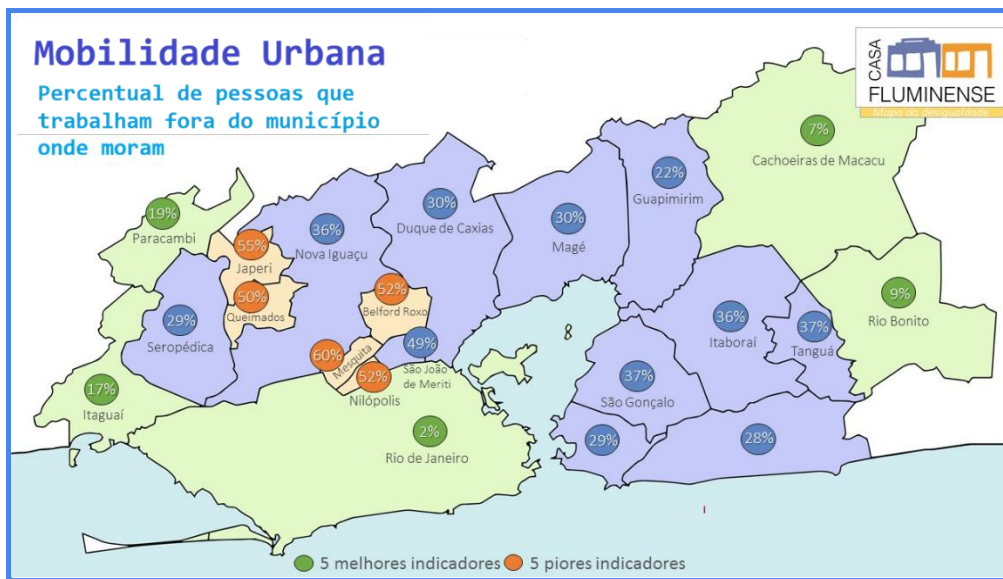 Mobilidade Urbana
Percentual de pessoas que
trabalham fora do município
onde moram
CASA
FLUMINENSE
Mapa da desigualdade
7%
Cachoeiras de Macacu
22%
Guapimirim
30%
Duque de Caxias
30%
Magé
19%
Paracambi
36%
Nova Iguaçu
55%
Japeri
50%
Queimados
52%
Belford Roxo
29%
Seropédica
60%
Mesquita
52%
Nilópolis
49%
São João
de Meriti
36%
Itaboraí
37%
Tanguá
9%
Rio Bonito
17%
Itaguaí
37%
São Gonçalo
2%
Rio de Janeiro
29%
28%
5 melhores indicadores
5 piores indicadores